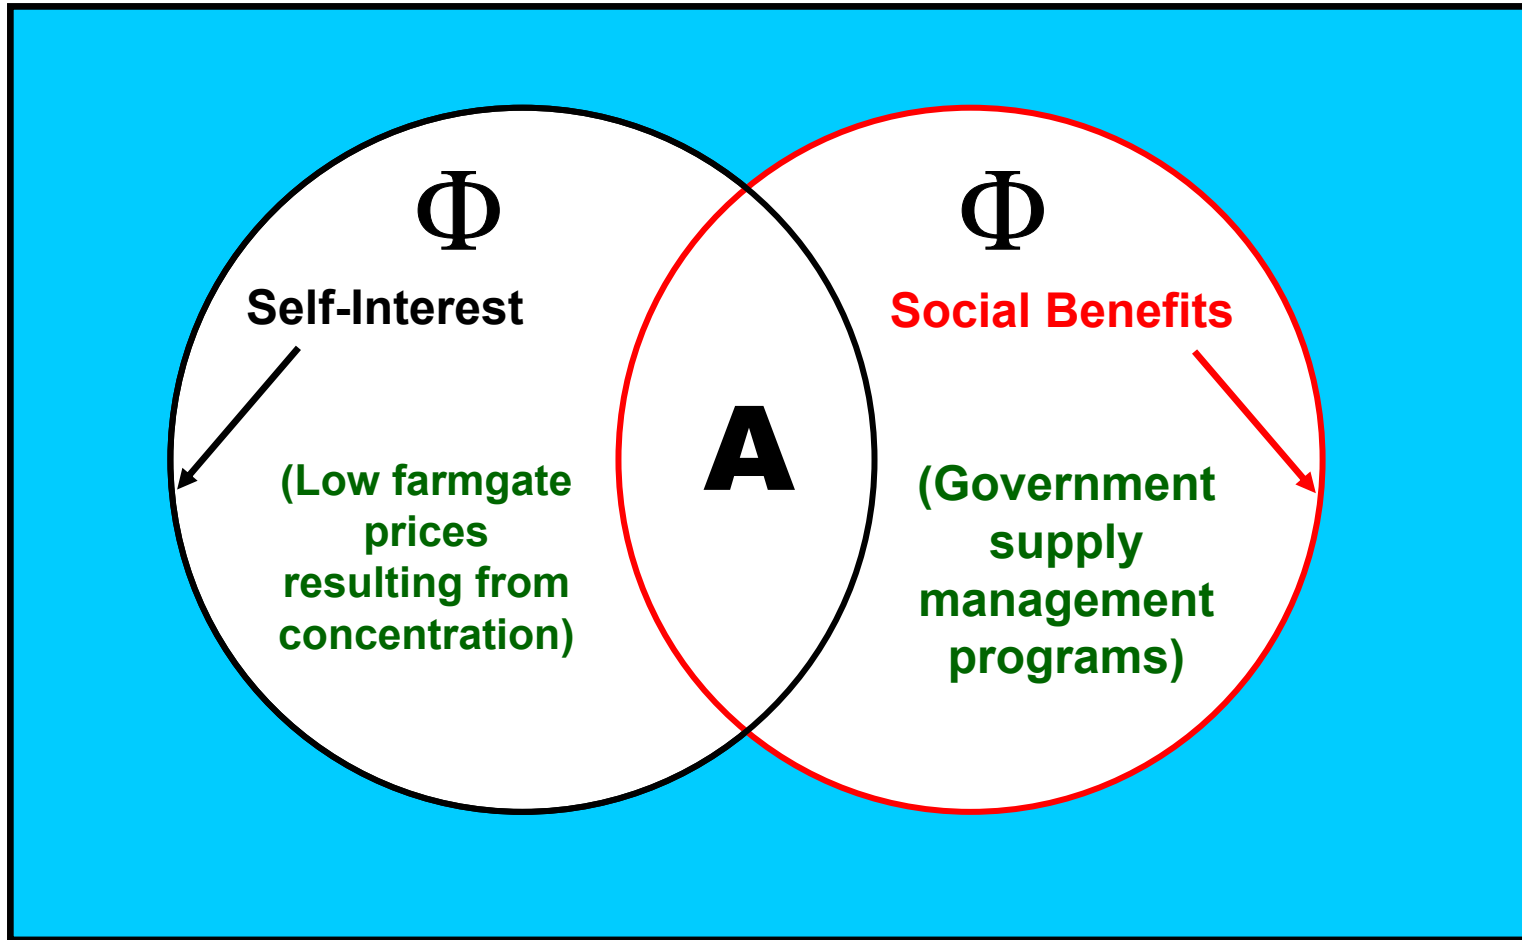 Φ
Self-Interest
(Low farmgate
prices
resulting from
concentration)
A
Φ
Social Benefits
(Government
supply
management
programs)